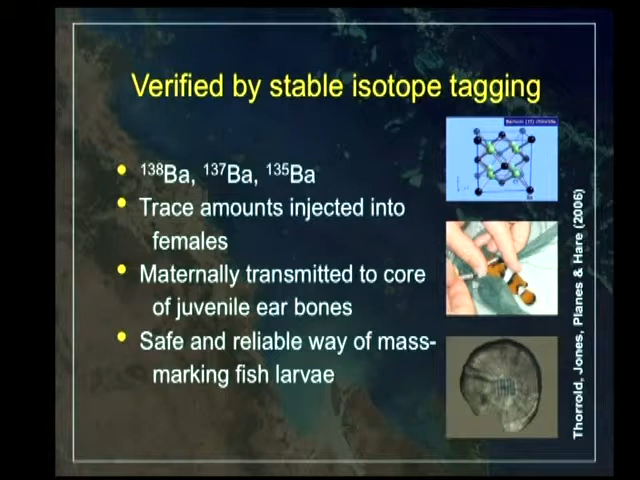 Verified by stable isotope tagging
• ¹³⁸Ba, ¹³⁷Ba, ¹³⁵Ba
• Trace amounts injected into
females
• Maternally transmitted to core
of juvenile ear bones
• Safe and reliable way of mass-
marking fish larvae
Thorrold, Jones, Planes & Hare (2006)